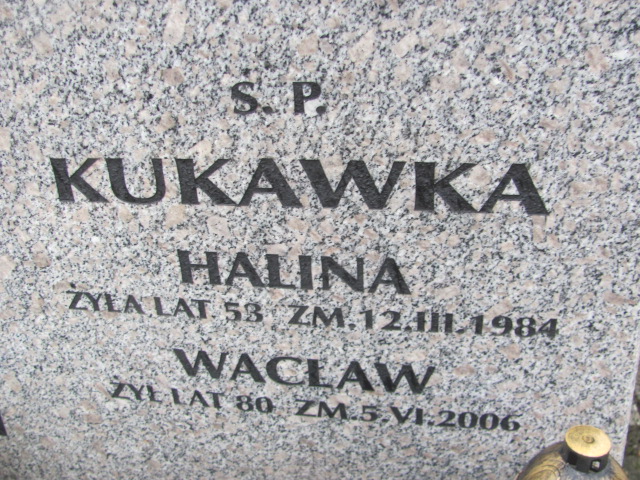 S. P.
KUKAWKA
HALINA
ŻYŁA LAT 53 ZM.12.III.1984
WACŁAW
ŻYŁ LAT 80 ZM.5.VI.2006